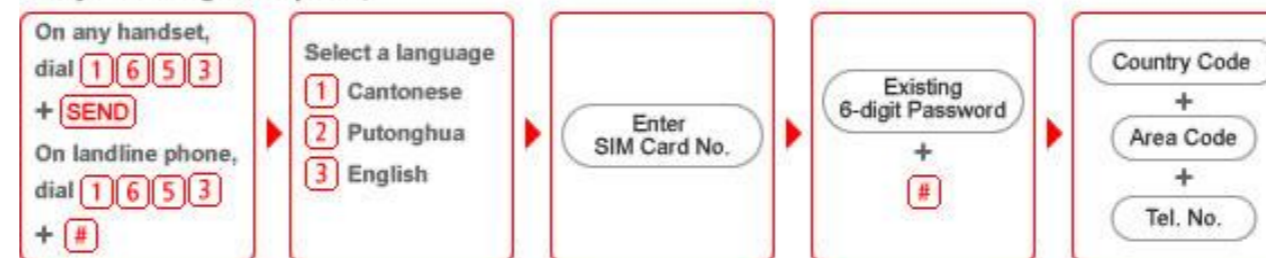 On any handset,
dial 1 6 5 3
+ SEND
On landline phone,
dial 1 6 5 3
+ #
Select a language
1 Cantonese
2 Putonghua
3 English
Enter
SIM Card No.
Existing
6-digit Password
+
#
Country Code
+
Area Code
+
Tel. No.